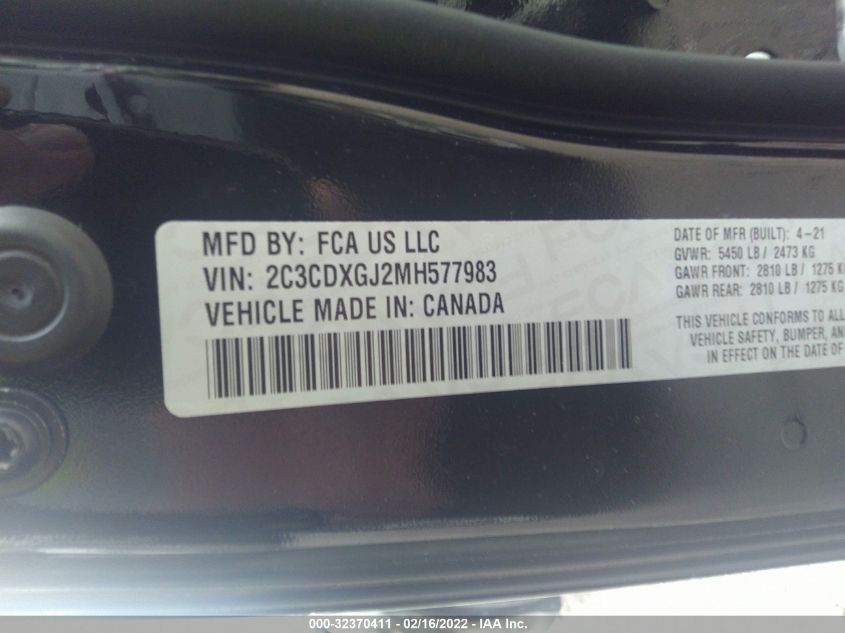 MFD BY: FCA US LLC
VIN: 2C3CDXGJ2MH577983
VEHICLE MADE IN: CANADA
DATE OF MFR (BUILT): 4-21
GVWR: 5450 LB / 2473 KG
GAWR FRONT: 2810 LB / 1275 KG
GAWR REAR: 2810 LB / 1275 KG
THIS VEHICLE CONFORMS TO ALL
VEHICLE SAFETY, BUMPER, AND
IN EFFECT ON THE DATE OF
000-32370411 - 02/16/2022 - IAA Inc.